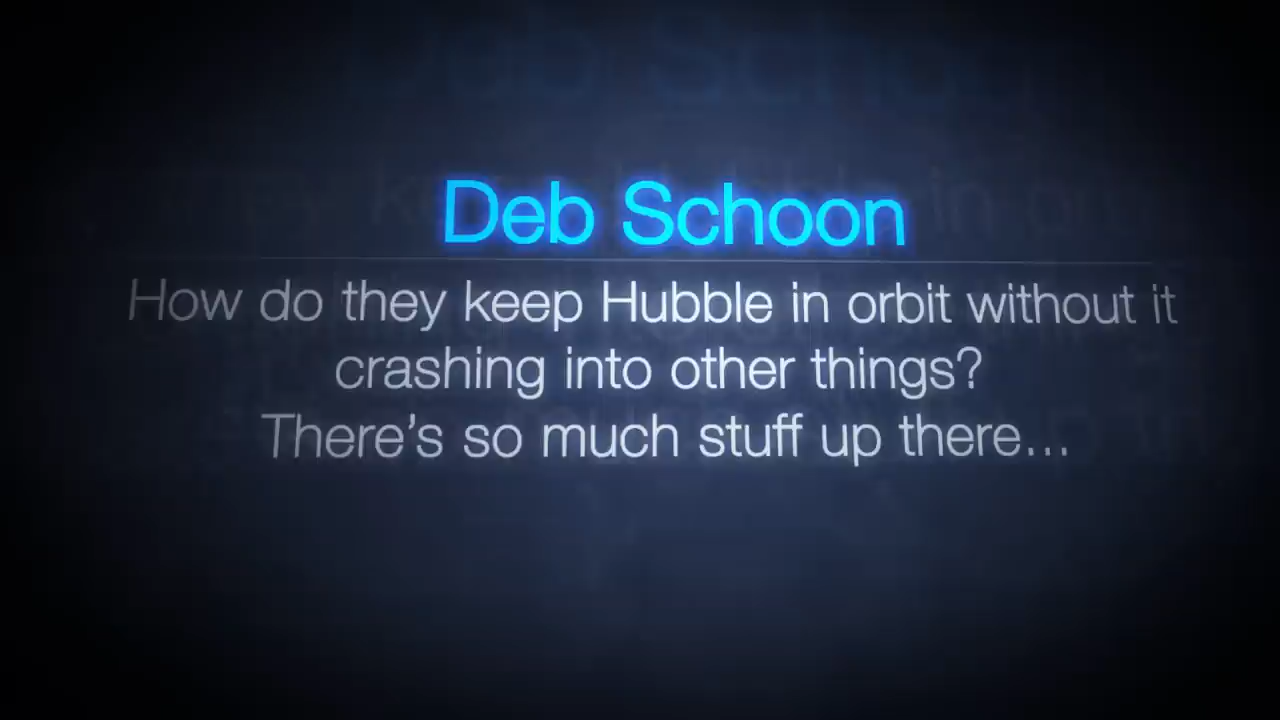 Deb Schoon
How do they keep Hubble in orbit without it
crashing into other things?
There's so much stuff up there...